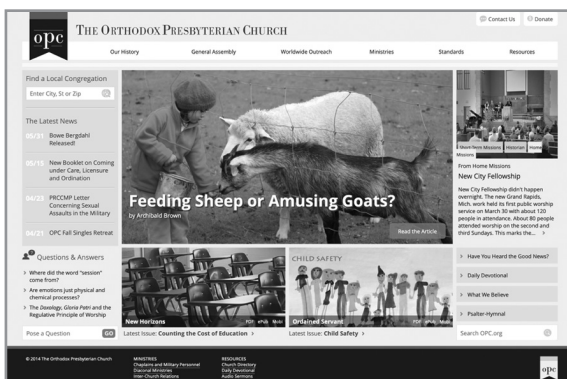 Contact Us
Donate
opc
THE ORTHODOX PRESBYTERIAN CHURCH
Our History
General Assembly
Worldwide Outreach
Ministries
Standards
Resources
Find a Local Congregation
Enter City, St or Zip
The Latest News
05/31 Bowe Bergdahl
Released!
05/15 New Booklet on Coming
under Care, Licensure
and Ordination
04/23 PRCCMP Letter
Concerning Sexual
Assaults in the Military
04/21 OPC Fall Singles Retreat
Feeding Sheep or Amusing Goats?
by Archibald Brown
Read the Article
Short-Term Missions
Historian
Home
Missions
From Home Missions
New City Fellowship
New City Fellowship didn't happen
overnight. The new Grand Rapids,
Mich. work held its first public worship
service on March 30 with about 120
people in attendance. About 80 people
attended worship on the second and
third Sundays. This marks the...
? Questions & Answers
Where did the word "session"
come from?
Are emotions just physical and
chemical processes?
The Doxology, Gloria Patri and the
Regulative Principle of Worship
Pose a Question
GO
New Horizons
PDF ePub Mobi
Latest Issue: Counting the Cost of Education
CHILD SAFETY
Ordained Servant
PDF ePub Mobi
Latest Issue: Child Safety
Have You Heard the Good News?
Daily Devotional
What We Believe
Psalter-Hymnal
Search OPC.org
© 2014 The Orthodox Presbyterian Church
MINISTRIES
Chaplains and Military Personnel
Diaconal Ministries
Inter-Church Relations
RESOURCES
Church Directory
Daily Devotional
Audio Sermons
opc